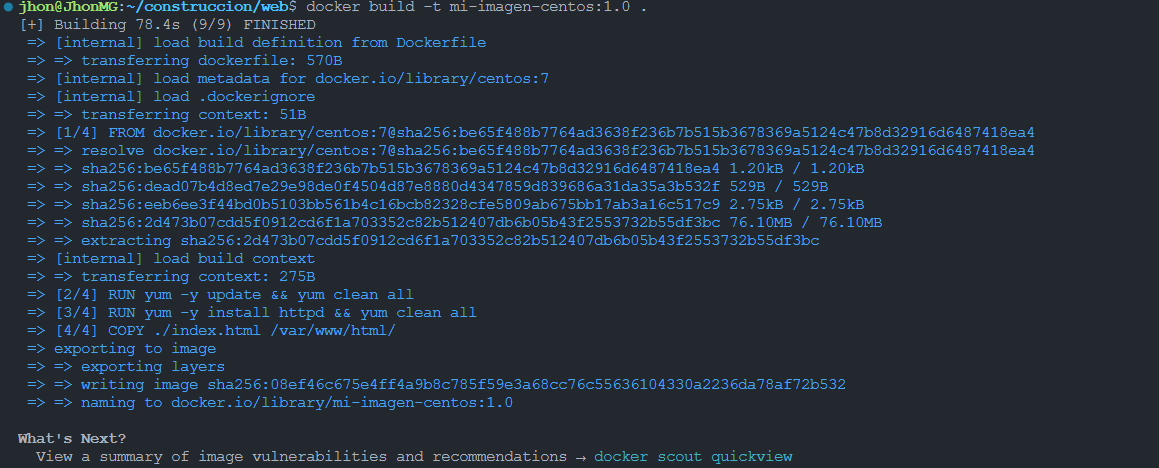 jhon@JhonMG:~/construccion/web$ docker build -t mi-imagen-centos:1.0 .
[+] Building 78.4s (9/9) FINISHED
=> [internal] load build definition from Dockerfile
=> => transferring dockerfile: 570B
=> [internal] load metadata for docker.io/library/centos:7
=> [internal] load .dockerignore
=> => transferring context: 51B
=> [1/4] FROM docker.io/library/centos:7@sha256:be65f488b7764ad3638f236b7b515b3678369a5124c47b8d32916d6487418ea4
=> => resolve docker.io/library/centos:7@sha256:be65f488b7764ad3638f236b7b515b3678369a5124c47b8d32916d6487418ea4
=> => sha256:be65f488b7764ad3638f236b7b515b3678369a5124c47b8d32916d6487418ea4 1.20kB / 1.20kB
=> => sha256:dead07b4d8ed7e29e98de0f4504d87e8880d4347859d839686a31da35a3b532f 529B / 529B
=> => sha256:eeb6ee3f44bd0b5103bb561b4c16bcb82328cfe5809ab675bb17ab3a16c517c9 2.75kB / 2.75kB
=> => sha256:2d473b07cdd5f0912cd6f1a703352c82b512407db6b05b43f2553732b55df3bc 76.10MB / 76.10MB
=> => extracting sha256:2d473b07cdd5f0912cd6f1a703352c82b512407db6b05b43f2553732b55df3bc
=> [internal] load build context
=> => transferring context: 275B
=> [2/4] RUN yum -y update && yum clean all
=> [3/4] RUN yum -y install httpd && yum clean all
=> [4/4] COPY ./index.html /var/www/html/
=> exporting to image
=> => exporting layers
=> => writing image sha256:08ef46c675e4ff4a9b8c785f59e3a68cc76c55636104330a2236da78af72b532
=> => naming to docker.io/library/mi-imagen-centos:1.0
What's Next?
View a summary of image vulnerabilities and recommendations → docker scout quickview